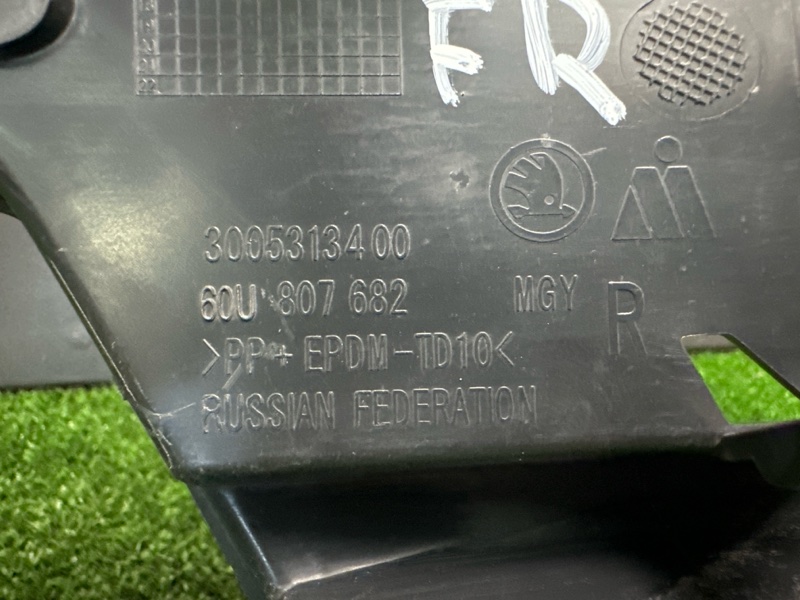 FR
3005313400
60U 807 682
MGY
R
>PP+EPDM-TD10<
RUSSIAN FEDERATION